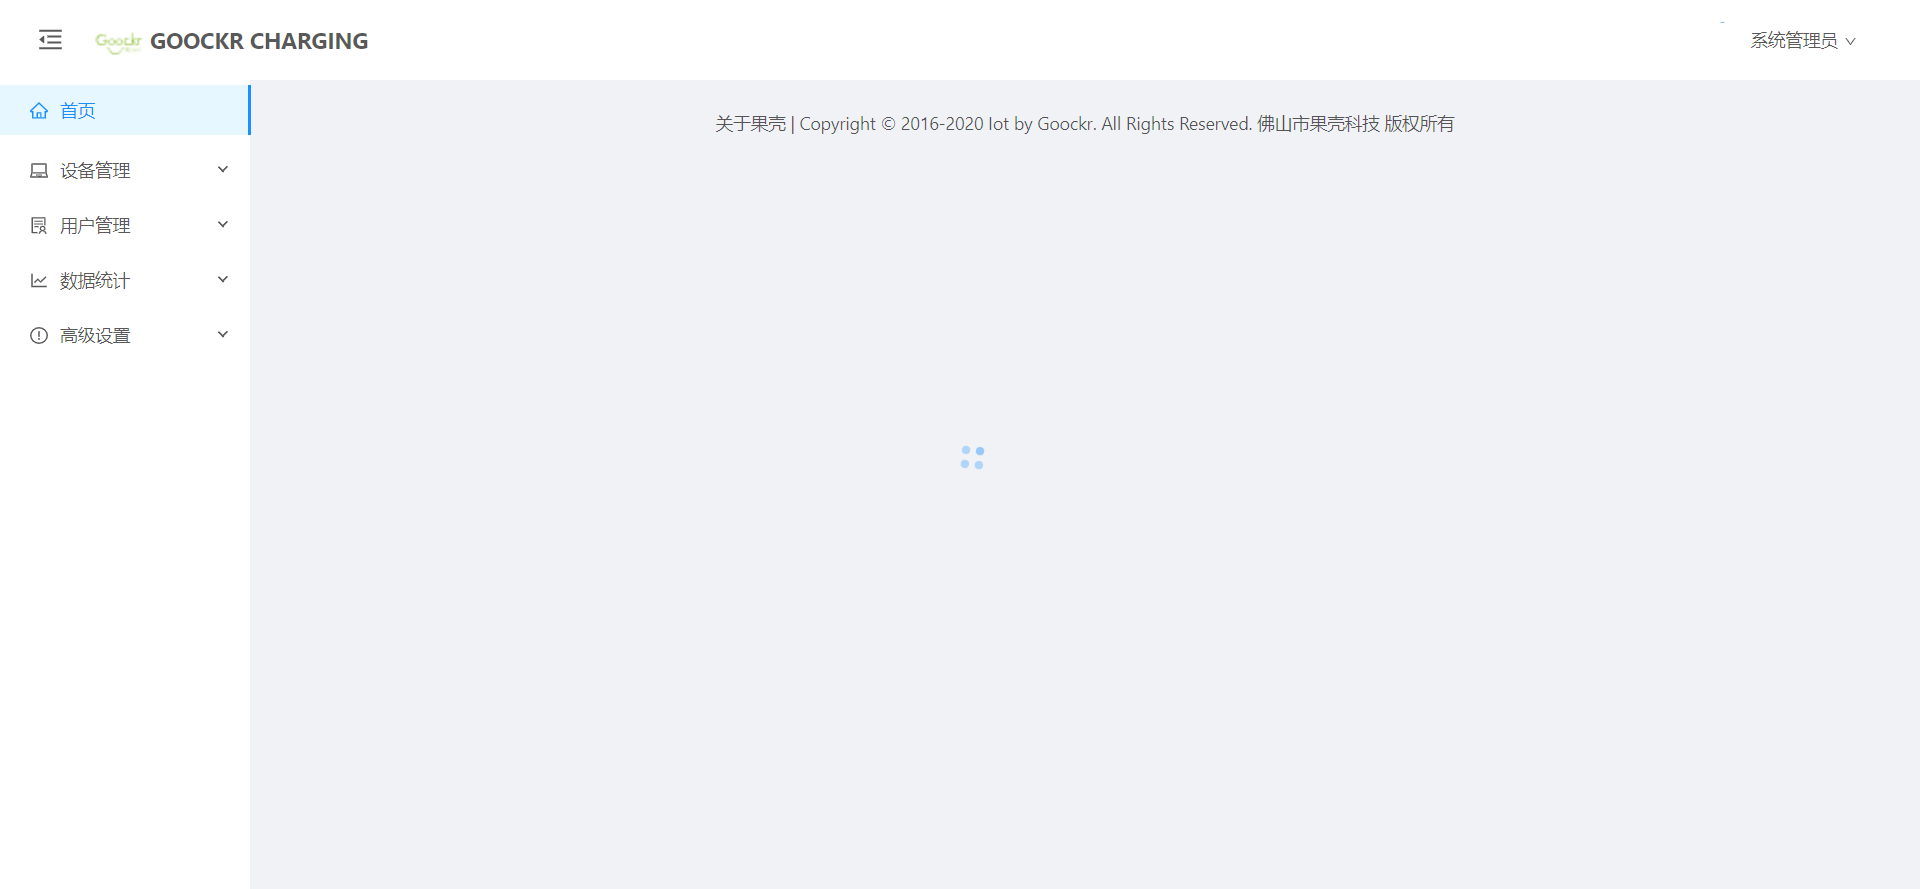 Goockr
GOOCKR CHARGING
系统管理员
首页
设备管理
用户管理
数据统计
高级设置
关于果壳 | Copyright © 2016-2020 Iot by Goockr. All Rights Reserved. 佛山市果壳科技 版权所有